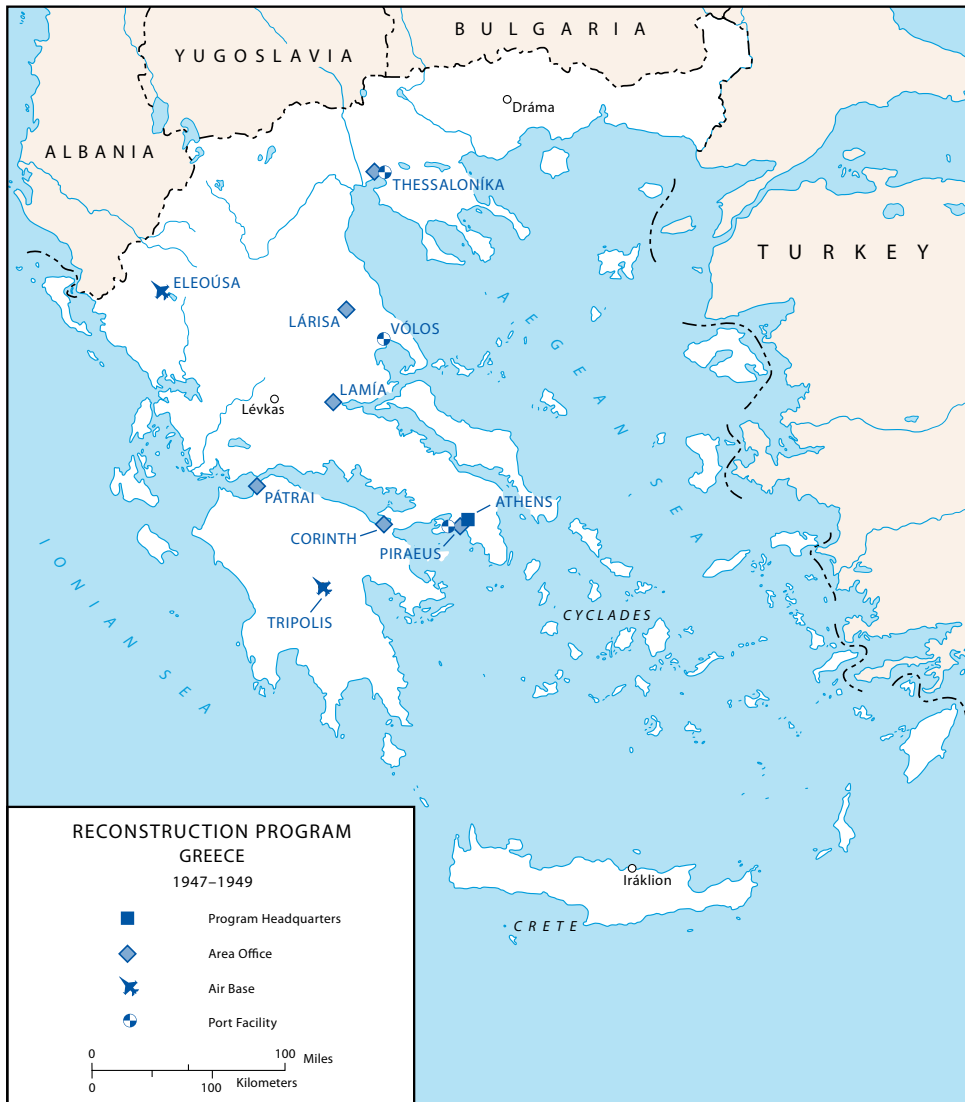 BULGARIA
YUGOSLAVIA
Dráma
ALBANIA
THESSALONÍKA
TURKEY
ELEOÚSA
LÁRISA
VÓLOS
AEGEAN SEA
LAMÍA
Lévkas
PÁTRAI
ATHENS
CORINTH
PIRAEUS
IONIAN SEA
TRIPOLIS
CYCLADES
RECONSTRUCTION PROGRAM
GREECE
1947–1949
Program Headquarters
Area Office
Air Base
Port Facility
0 100 Miles
0 100 Kilometers
Iráklion
CRETE